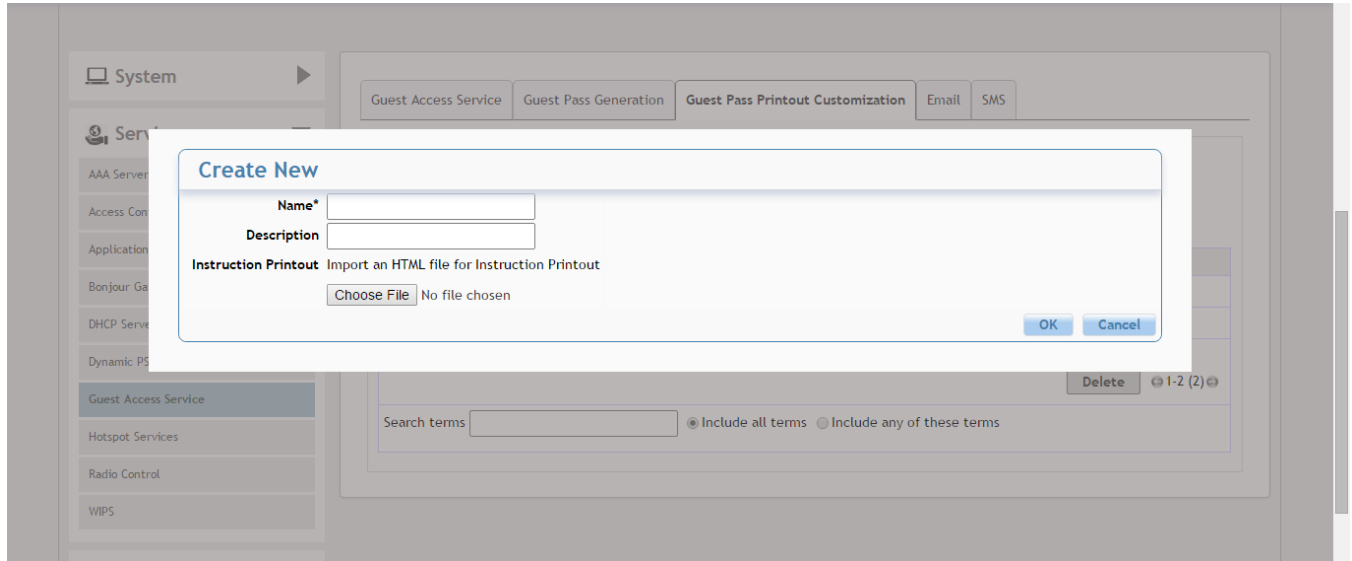 System
Guest Access Service
Guest Pass Generation
Guest Pass Printout Customization
Email
SMS
Create New
Name*
Description
Instruction Printout Import an HTML file for Instruction Printout
Choose File No file chosen
OK Cancel
AAA Server
Guest Access Service
Hotspot Services
Radio Control
WIPS
Delete 1-2 (2)
Search terms Include all terms Include any of these terms